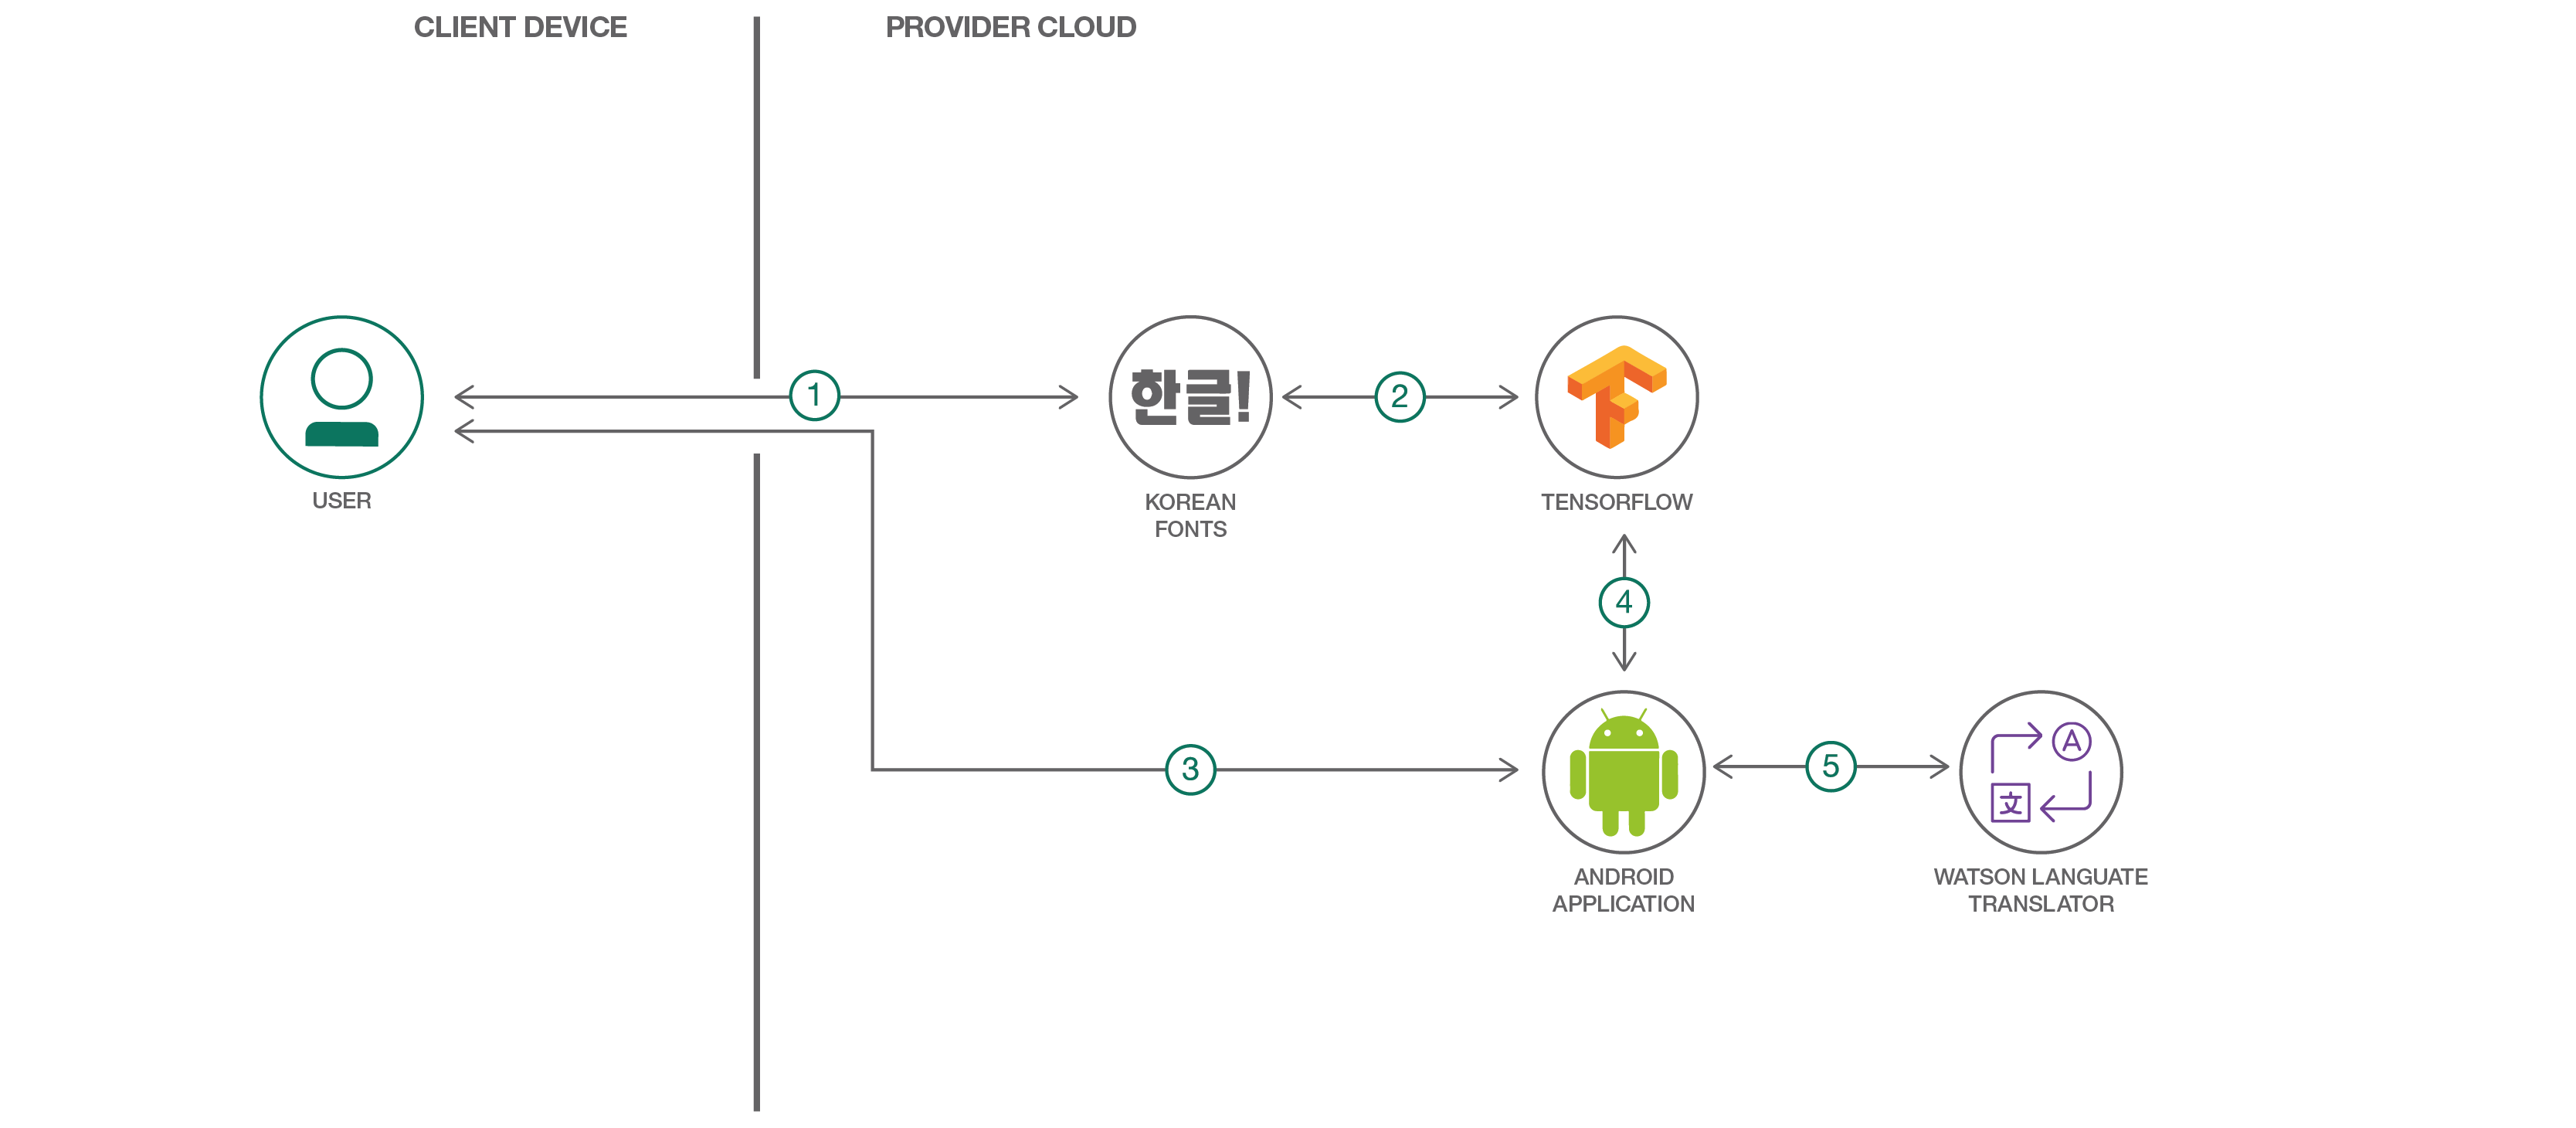 CLIENT DEVICE
PROVIDER CLOUD
1
한글!
2
USER
KOREAN
FONTS
TENSORFLOW
4
3
5
A
文
ANDROID
APPLICATION
WATSON LANGUATE
TRANSLATOR